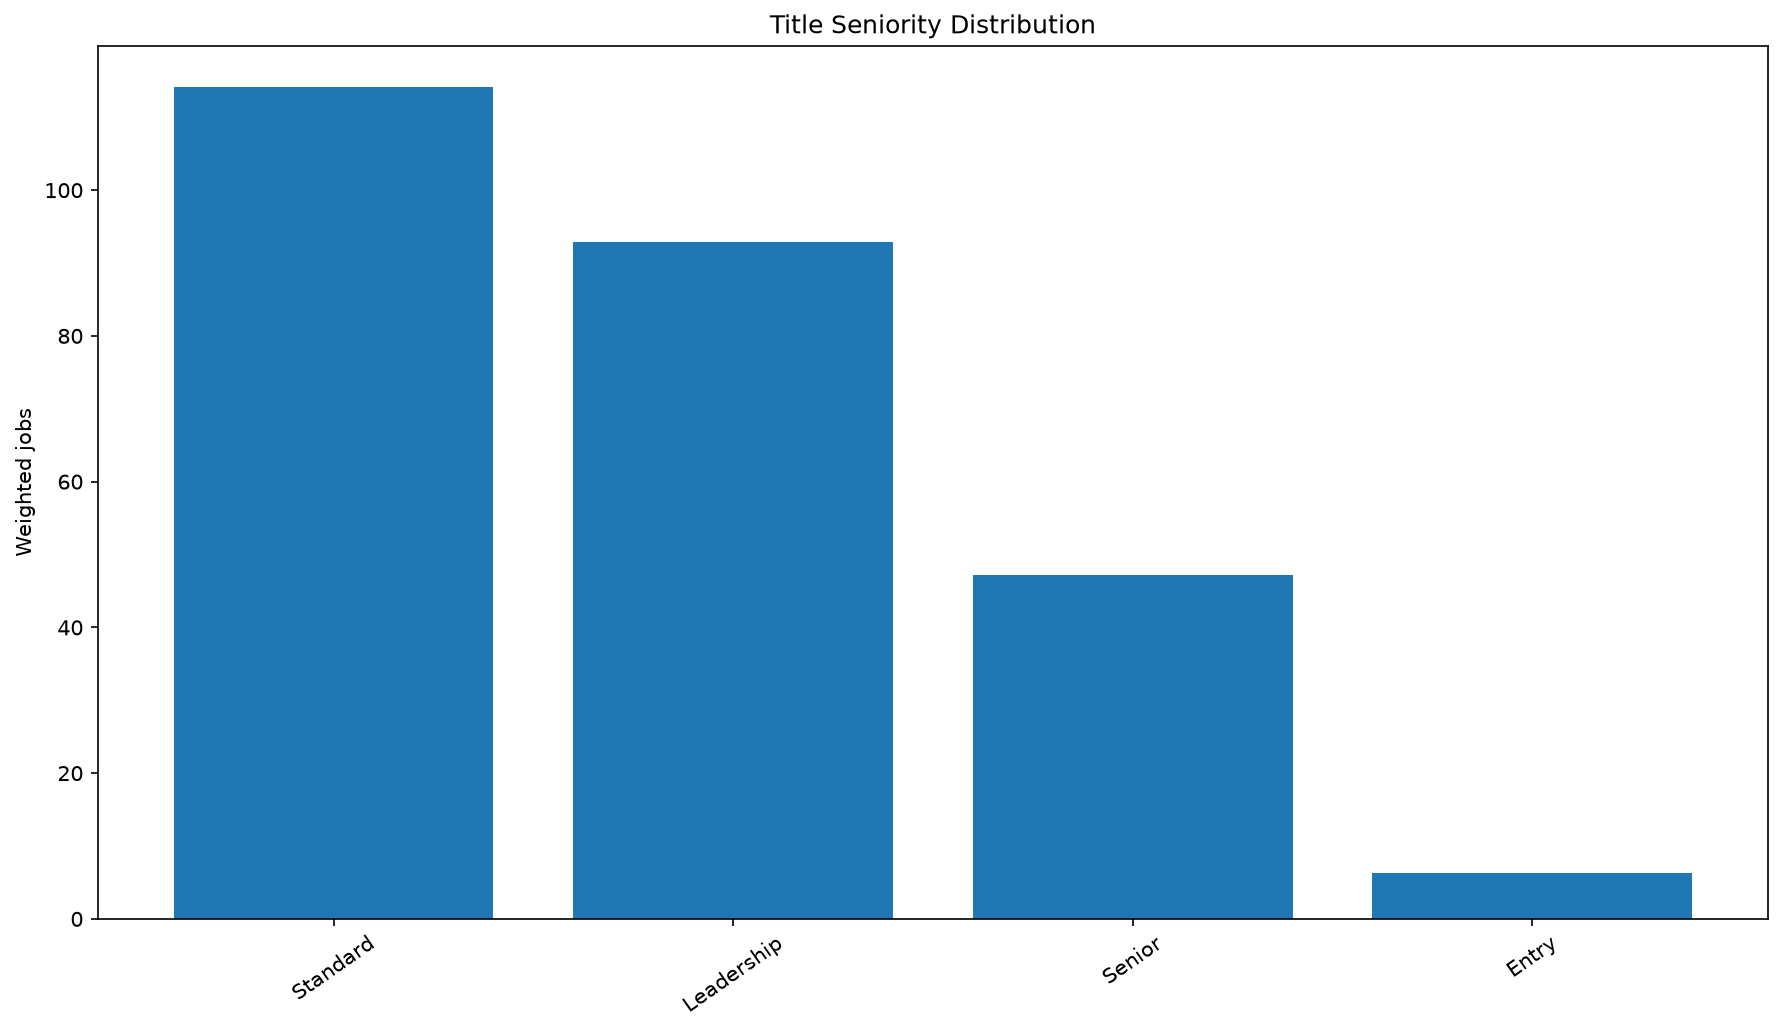 Title Seniority Distribution
Weighted jobs
100
80
60
40
20
0
Standard
Leadership
Senior
Entry